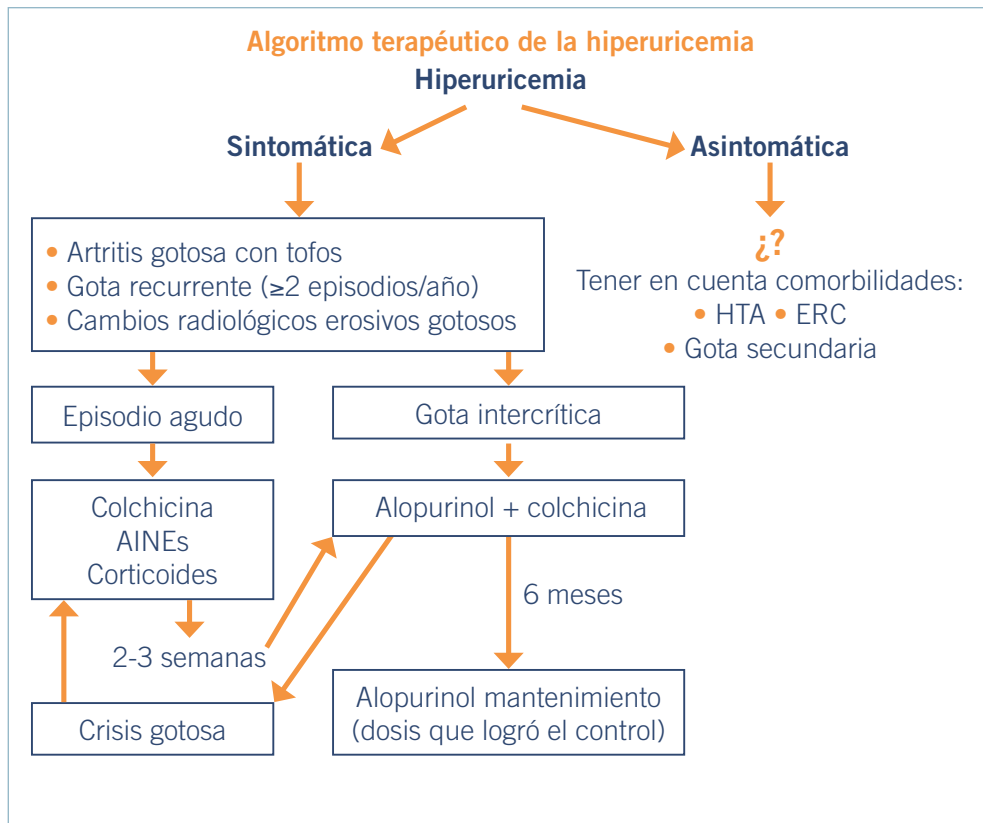 Algoritmo terapéutico de la hiperuricemia
Hiperuricemia
Sintomática
Asintomática
• Artritis gotosa con tofos
• Gota recurrente (≥2 episodios/año)
• Cambios radiológicos erosivos gotosos
¿?
Tener en cuenta comorbilidades:
• HTA • ERC
• Gota secundaria
Episodio agudo
Gota intercrítica
Colchicina
AINEs
Corticoides
Alopurinol + colchicina
6 meses
2-3 semanas
Crisis gotosa
Alopurinol mantenimiento
(dosis que logró el control)